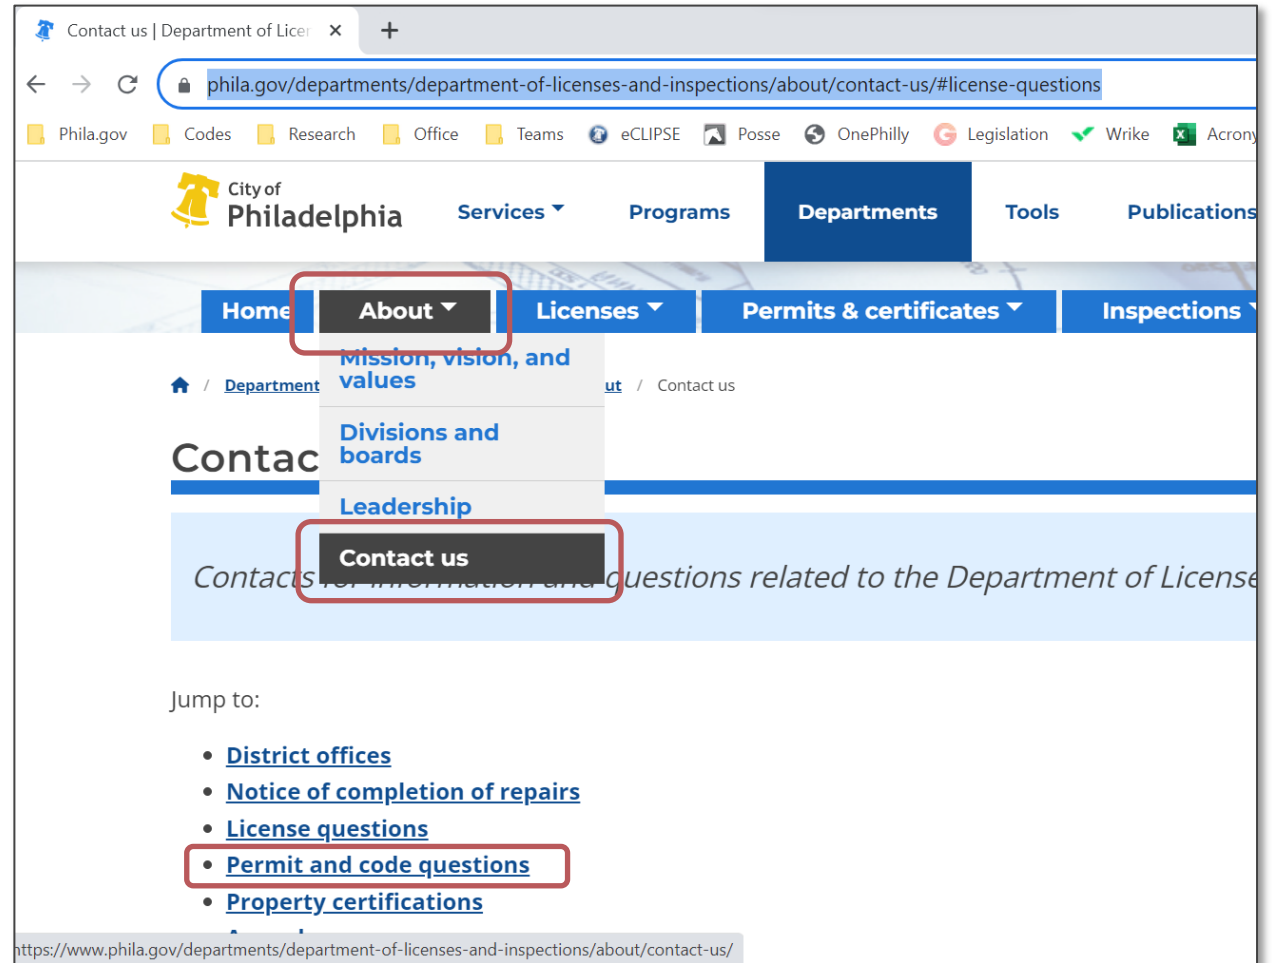 Contact us | Department of Licen
phila.gov/departments/department-of-licenses-and-inspections/about/contact-us/#license-questions
Phila.gov Codes Research Office Teams eCLIPSE Posse OnePhilly Legislation Wrike Acrony
City of
Philadelphia
Services Programs Departments Tools Publications
Home About Licenses Permits & certificates Inspections
Mission, vision, and
values
Department ut / Contact us
Divisions and
boards
Contac
Leadership
Contact us
Contacts for information and questions related to the Department of License
Jump to:
District offices
Notice of completion of repairs
License questions
Permit and code questions
Property certifications
https://www.phila.gov/departments/department-of-licenses-and-inspections/about/contact-us/